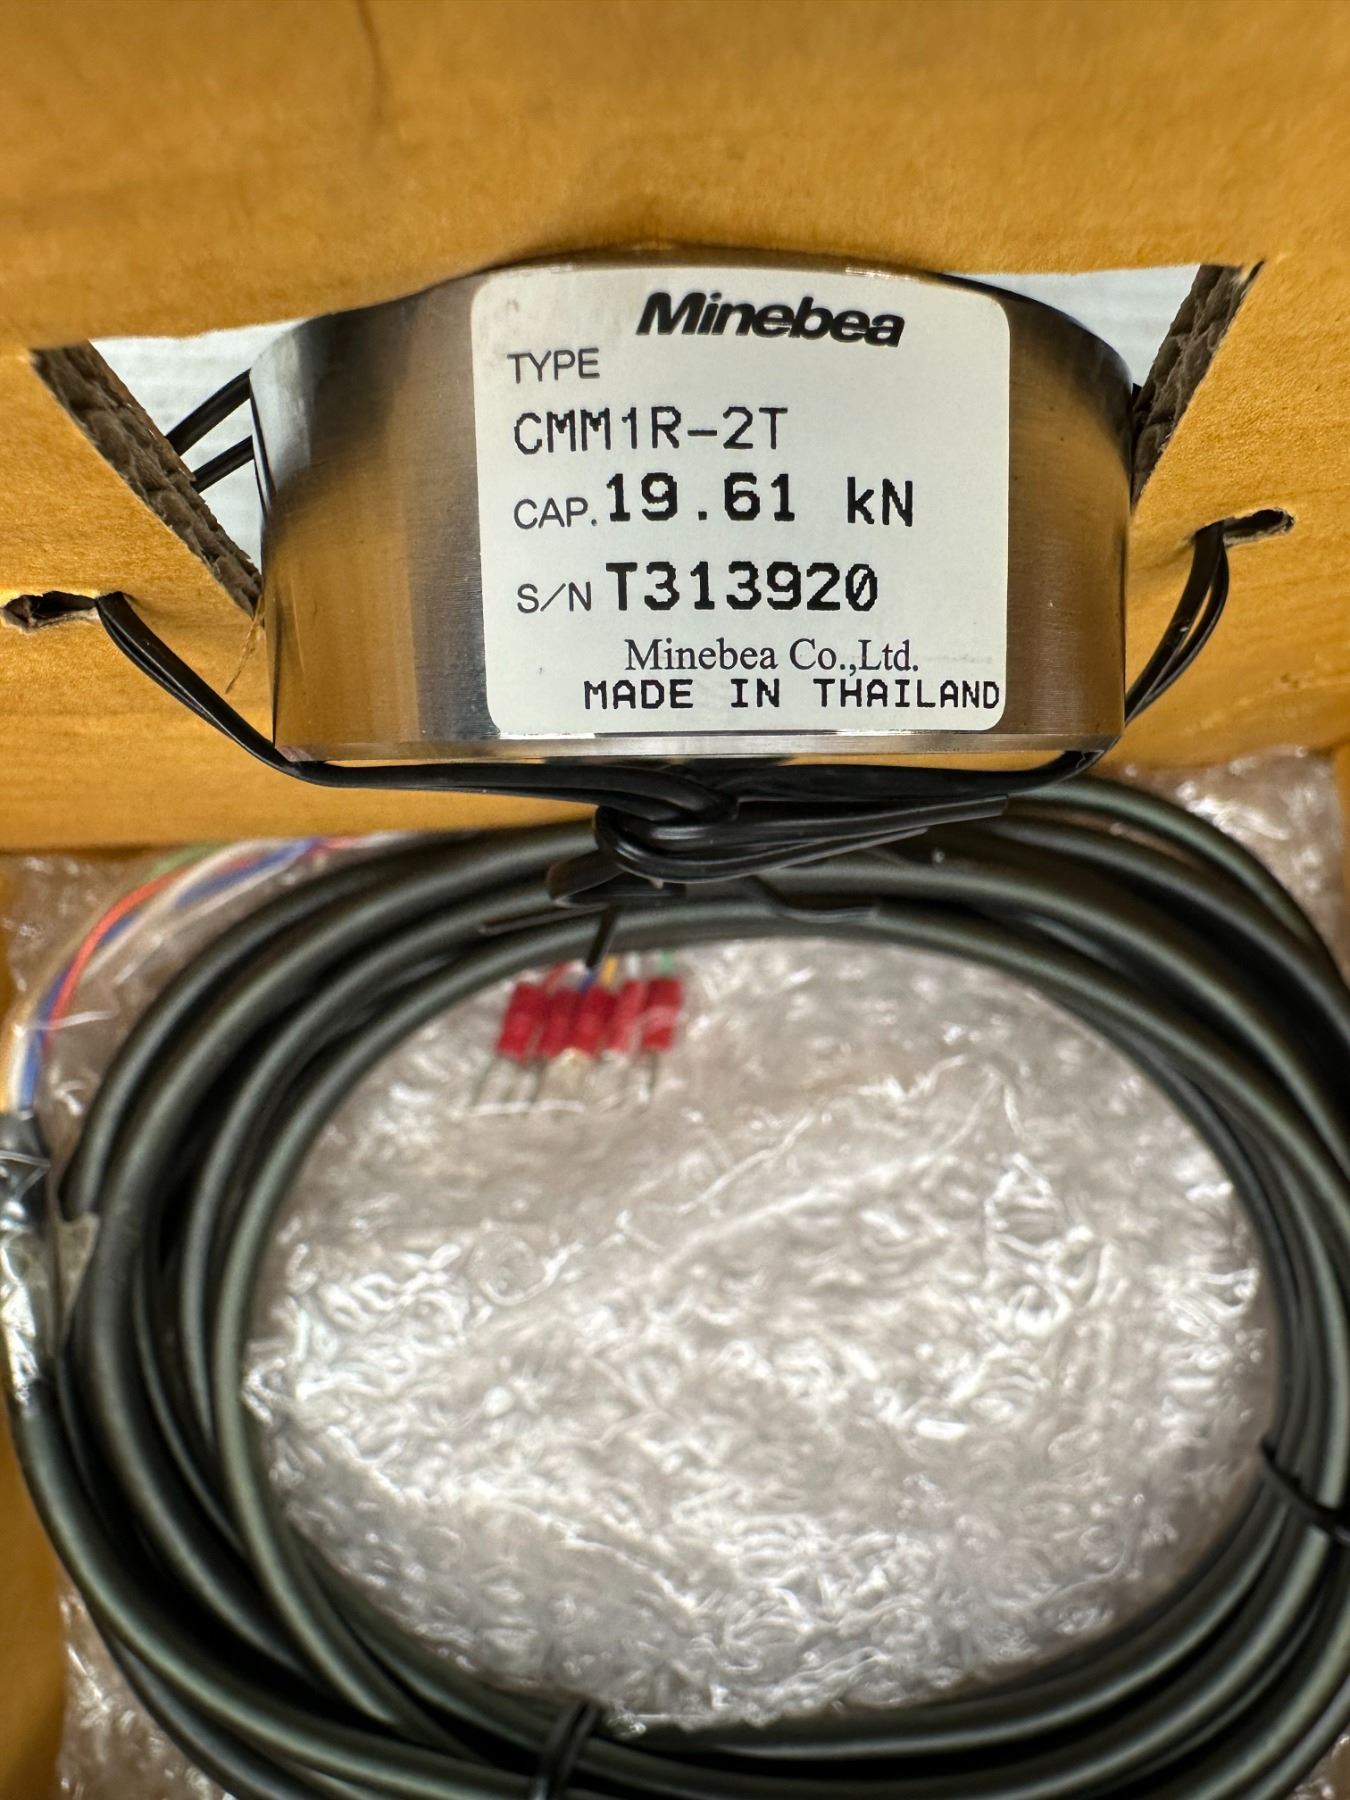 Minebea
TYPE
CMM1R-2T
CAP. 19.61 kN
S/N T313920
Minebea Co.,Ltd.
MADE IN THAILAND